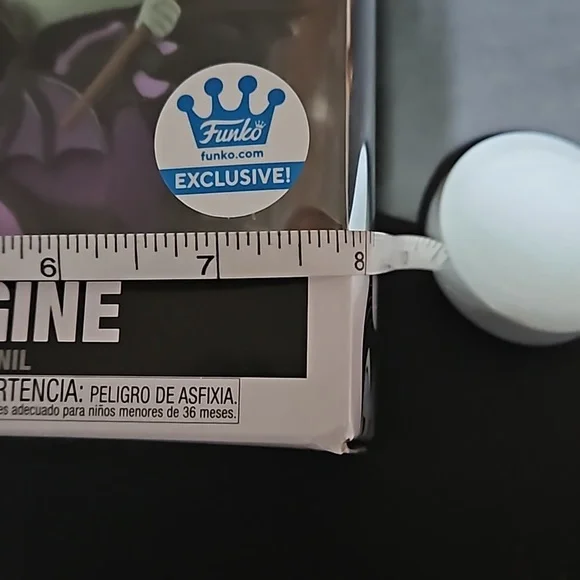 Funko
funko.com
EXCLUSIVE!
6 7 8
GINE
NIL
RTENCIA: PELIGRO DE ASFIXIA.
es adecuado para niños menores de 36 meses.